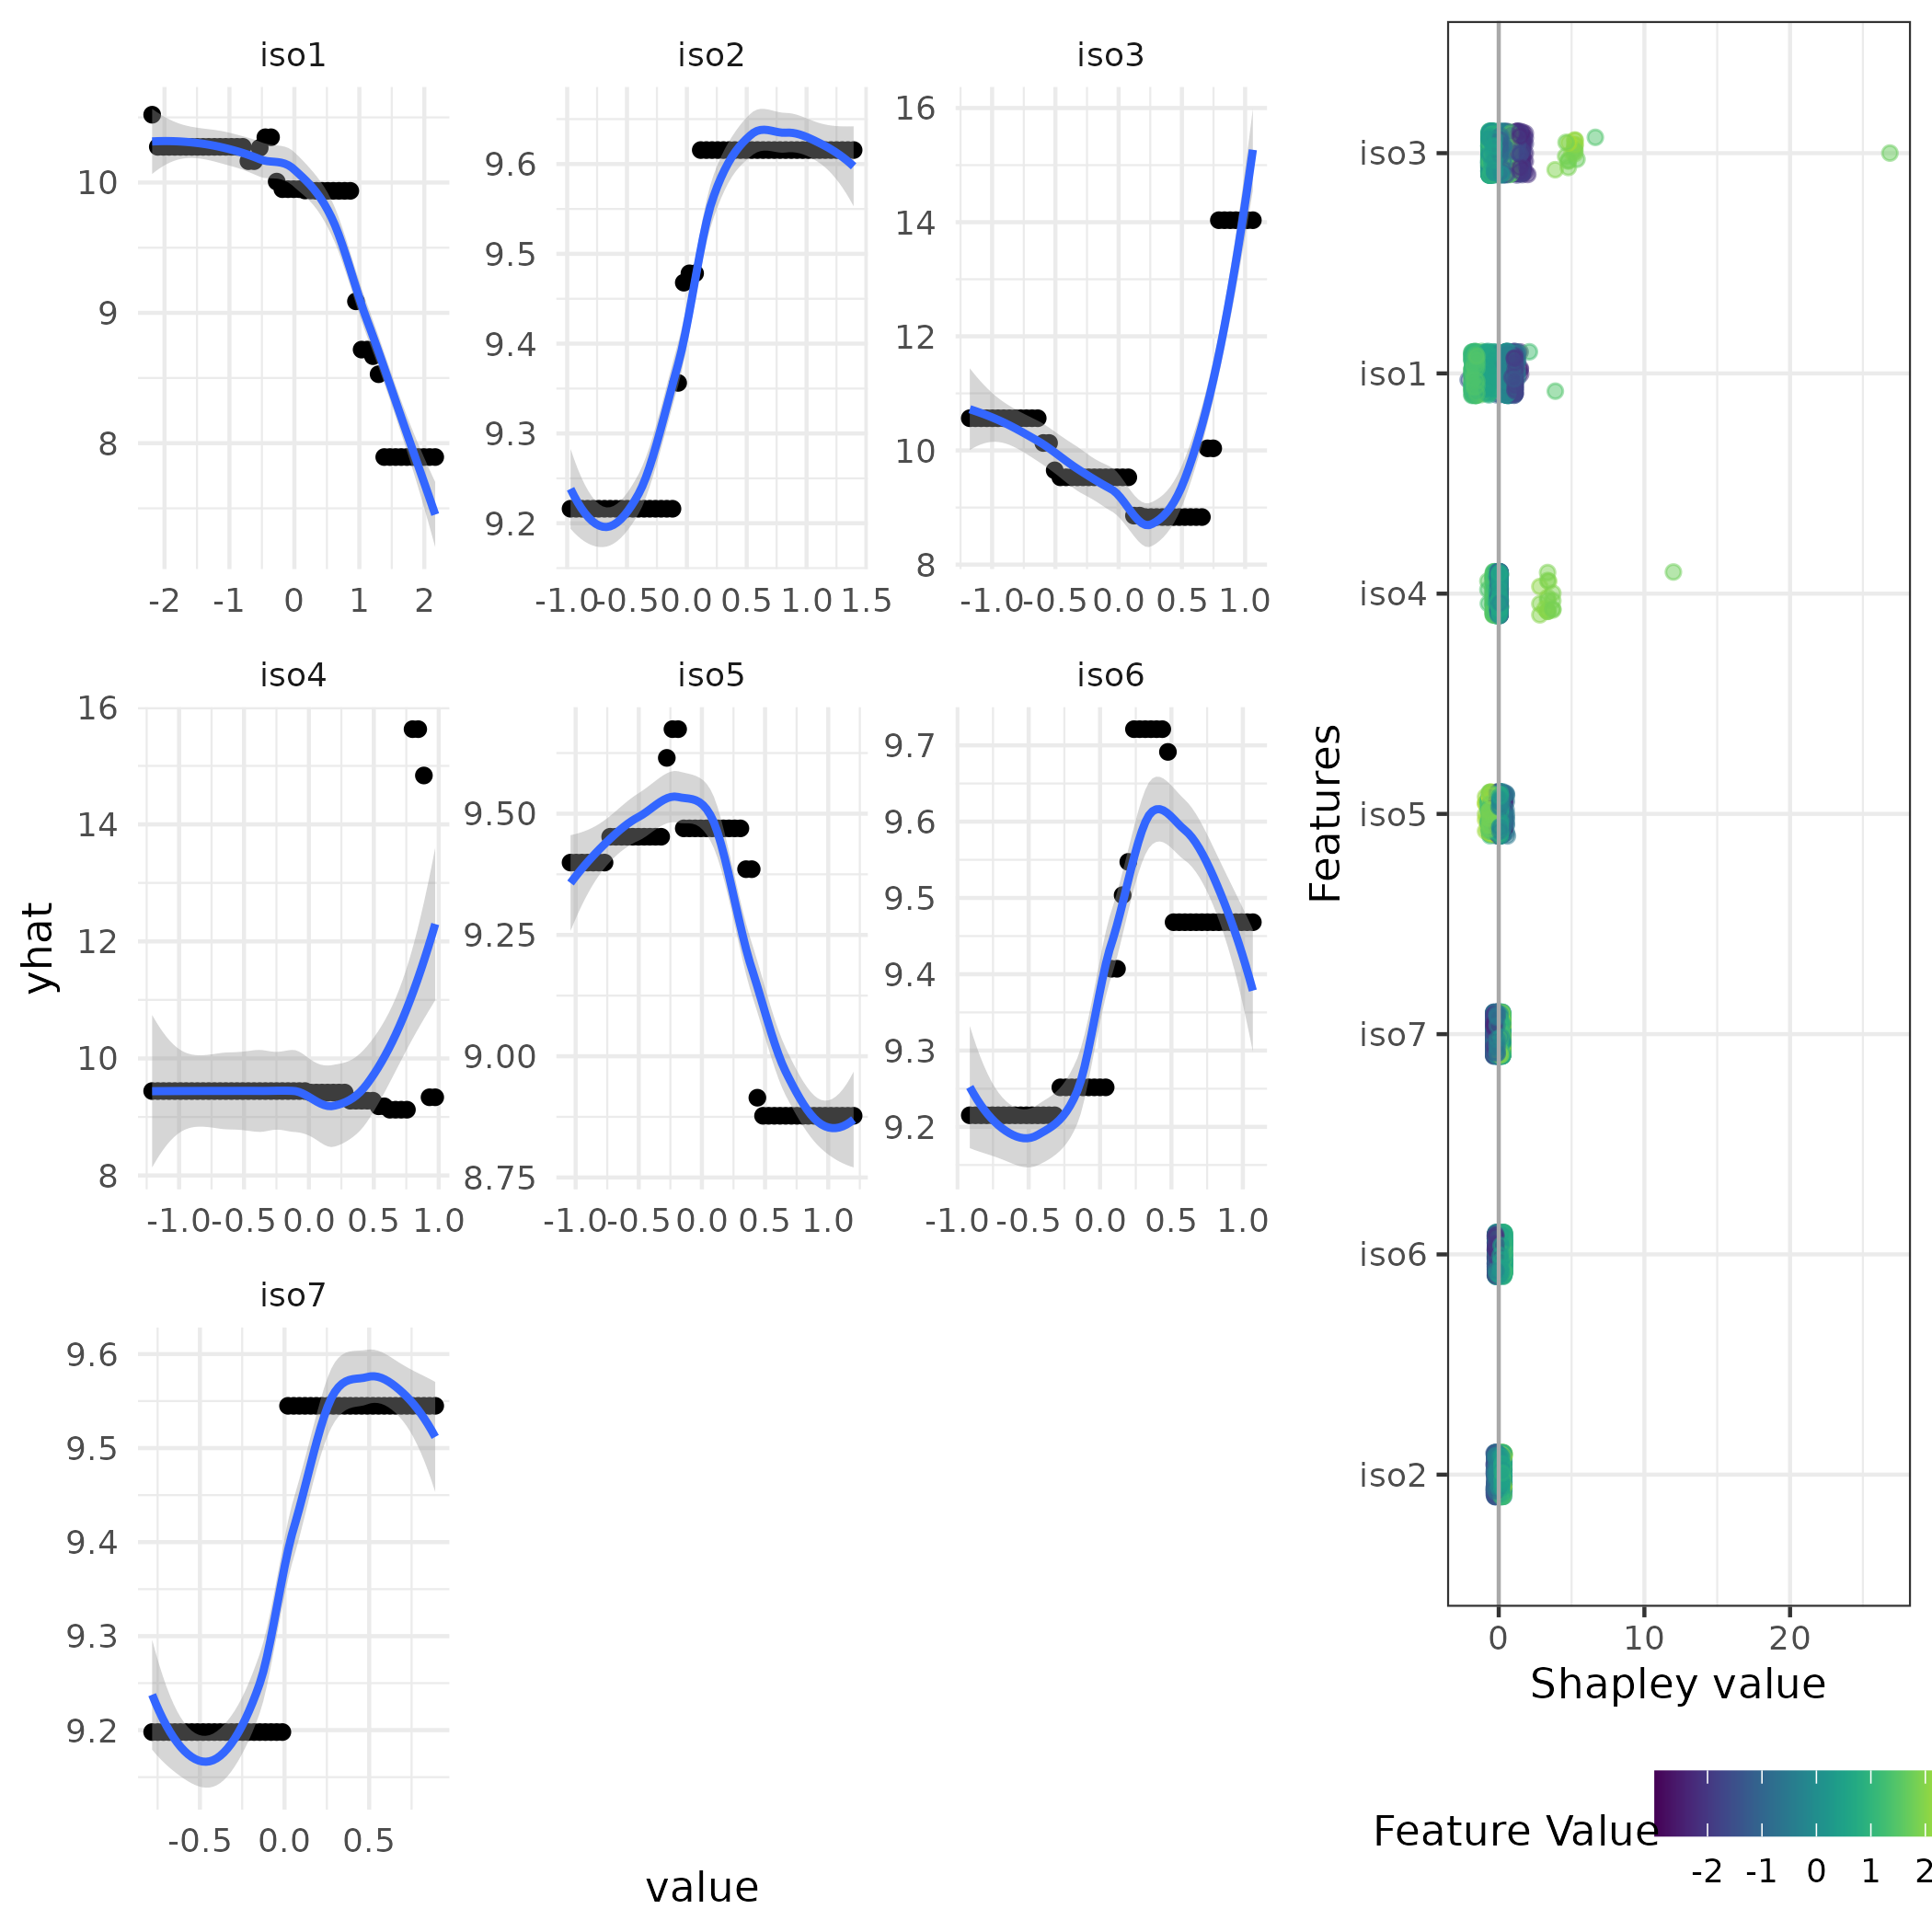 iso1 iso2 iso3
10
9
8
-2 -1 0 1 2
9.6
9.5
9.4
9.3
9.2
-1.0 -0.5 0.0 0.5 1.0 1.5
16
14
12
10
8
-1.0 -0.5 0.0 0.5 1.0
iso4 iso5 iso6
yhat
16
14
12
10
8
-1.0 -0.5 0.0 0.5 1.0
9.50
9.25
9.00
8.75
-1.0 -0.5 0.0 0.5 1.0
9.7
9.6
9.5
9.4
9.3
9.2
-1.0 -0.5 0.0 0.5 1.0
iso7
9.6
9.5
9.4
9.3
9.2
-0.5 0.0 0.5
value
Features
iso3
iso1
iso4
iso5
iso7
iso6
iso2
0 10 20
Shapley value
Feature Value
-2 -1 0 1 2